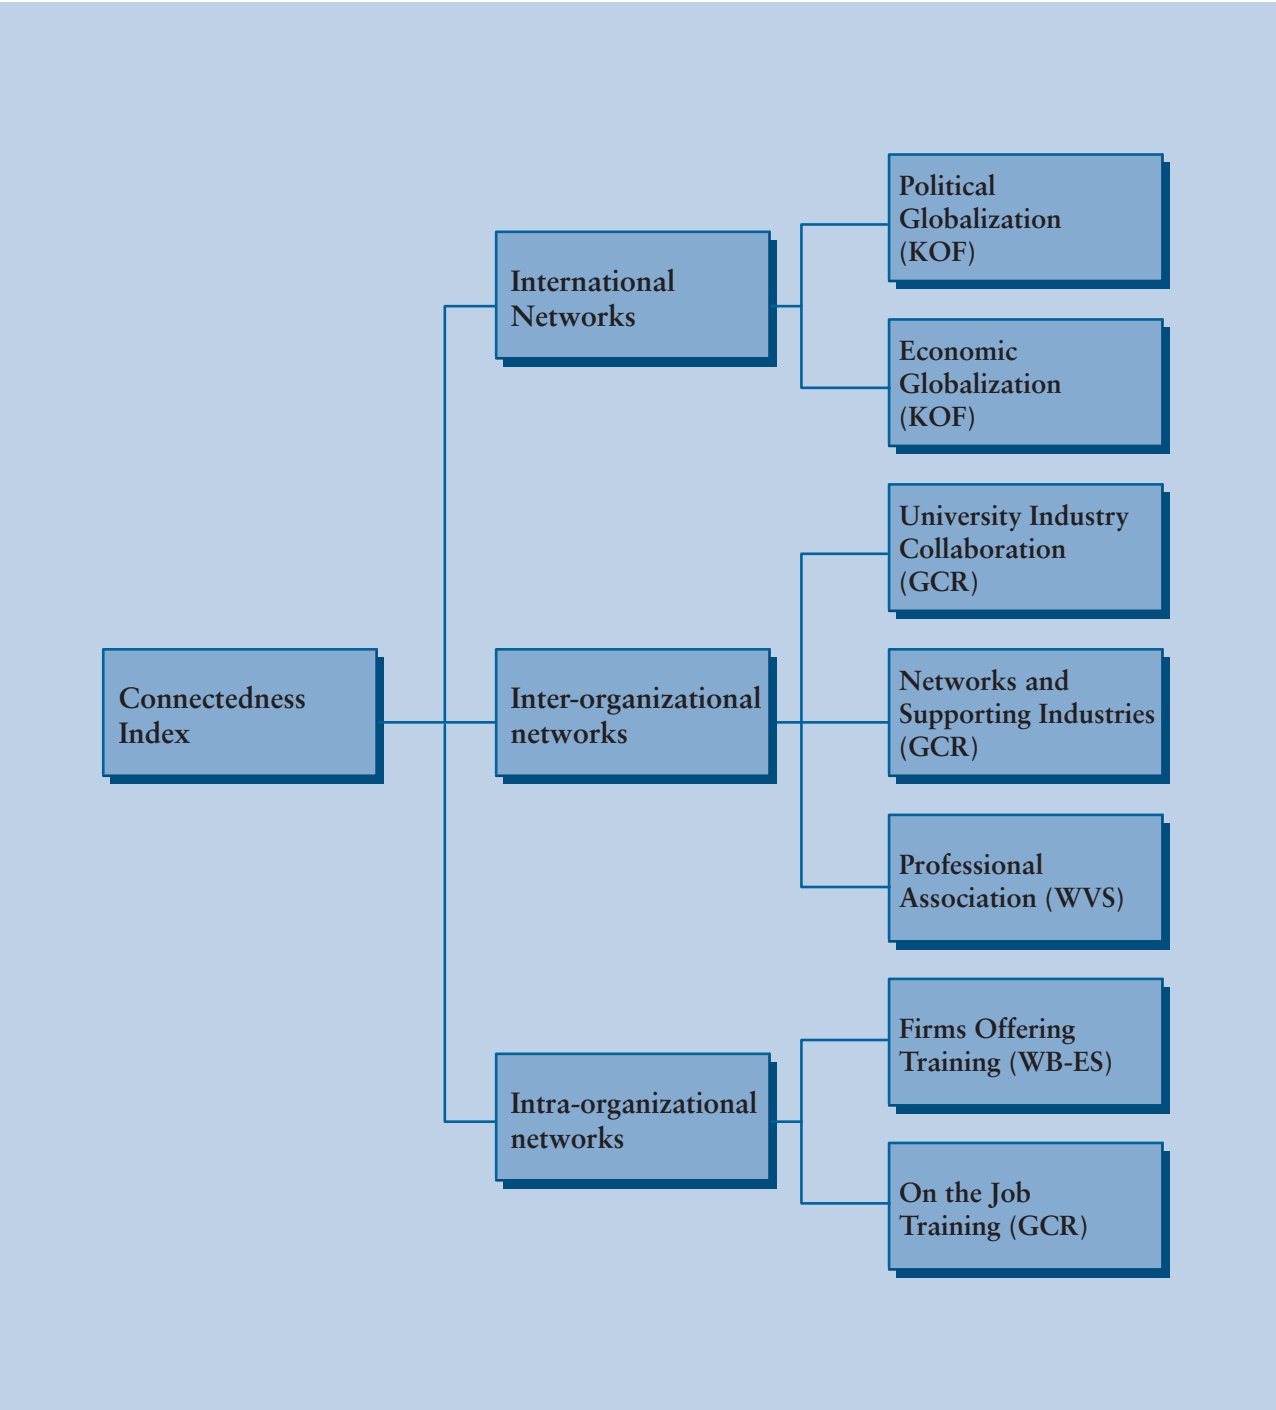 Political
Globalization
(KOF)
International
Networks
Economic
Globalization
(KOF)
University Industry
Collaboration
(GCR)
Connectedness
Index
Inter-organizational
networks
Networks and
Supporting Industries
(GCR)
Professional
Association (WVS)
Firms Offering
Training (WB-ES)
Intra-organizational
networks
On the Job
Training (GCR)